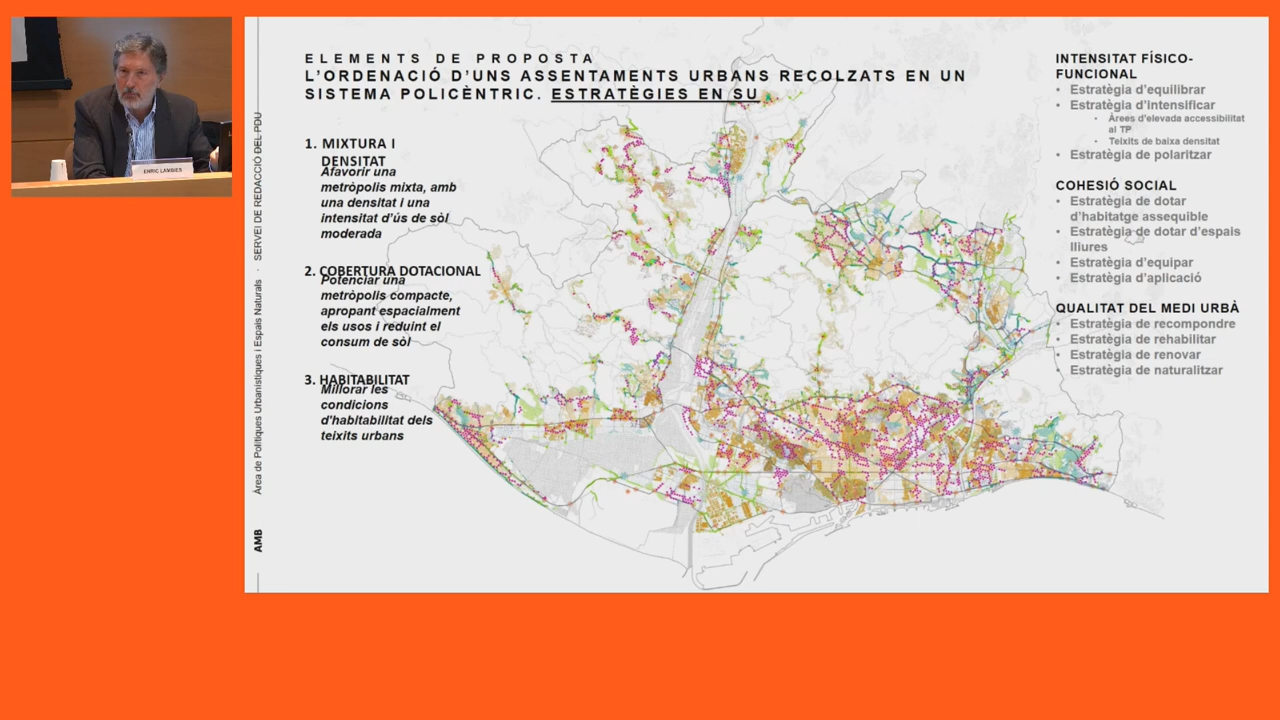 ENRIC LAMBIES
Àrea de Polítiques Urbanístiques i Espais Naturals · SERVEI DE REDACCIÓ DEL PDU
AMB
ELEMENTS DE PROPOSTA
L'ORDENACIÓ D'UNS ASSENTAMENTS URBANS RECOLZATS EN UN
SISTEMA POLICÈNTRIC. ESTRATÈGIES EN SU
1. MIXTURA I
DENSITAT
Afavorir una
metròpolis mixta, amb
una densitat i una
intensitat d'ús de sòl
moderada
2. COBERTURA DOTACIONAL
Potenciar una
metròpolis compacte,
apropant espacialment
els usos i reduint el
consum de sòl
3. HABITABILITAT
Millorar les
condicions
d'habitabilitat dels
teixits urbans
INTENSITAT FÍSICO-
FUNCIONAL
• Estratègia d'equilibrar
• Estratègia d'intensificar
• Àrees d'elevada accessibilitat
al TP
• Teixits de baixa densitat
• Estratègia de polaritzar
COHESIÓ SOCIAL
• Estratègia de dotar
d'habitatge assequible
• Estratègia de dotar d'espais
lliures
• Estratègia d'equipar
• Estratègia d'aplicació
QUALITAT DEL MEDI URBÀ
• Estratègia de recompondre
• Estratègia de rehabilitar
• Estratègia de renovar
• Estratègia de naturalitzar